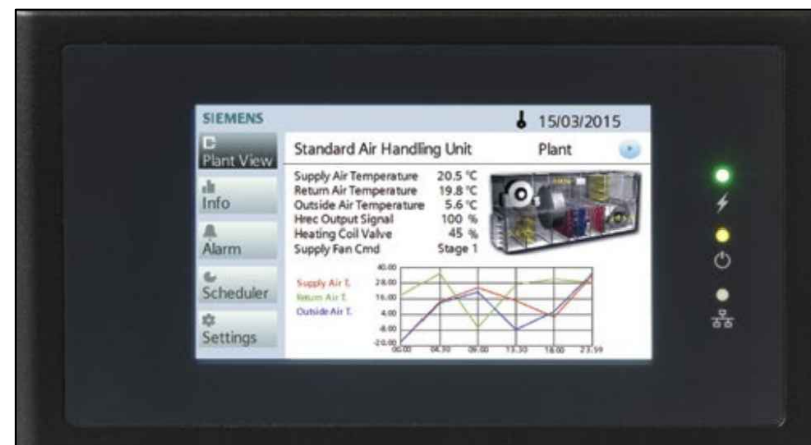 SIEMENS
15/03/2015
Plant View
Standard Air Handling Unit
Plant
Supply Air Temperature 20.5 °C
Return Air Temperature 19.8 °C
Outside Air Temperature 5.6 °C
Hrec Output Signal 100 %
Heating Coil Valve 45 %
Supply Fan Cmd Stage 1
Info
Alarm
Scheduler
Settings
Supply Air T.
Return Air T.
Outside Air T.
40.00
28.00
16.00
4.00
-8.00
-20.00
00.00 04.30 09.00 13.30 18.00 23.59